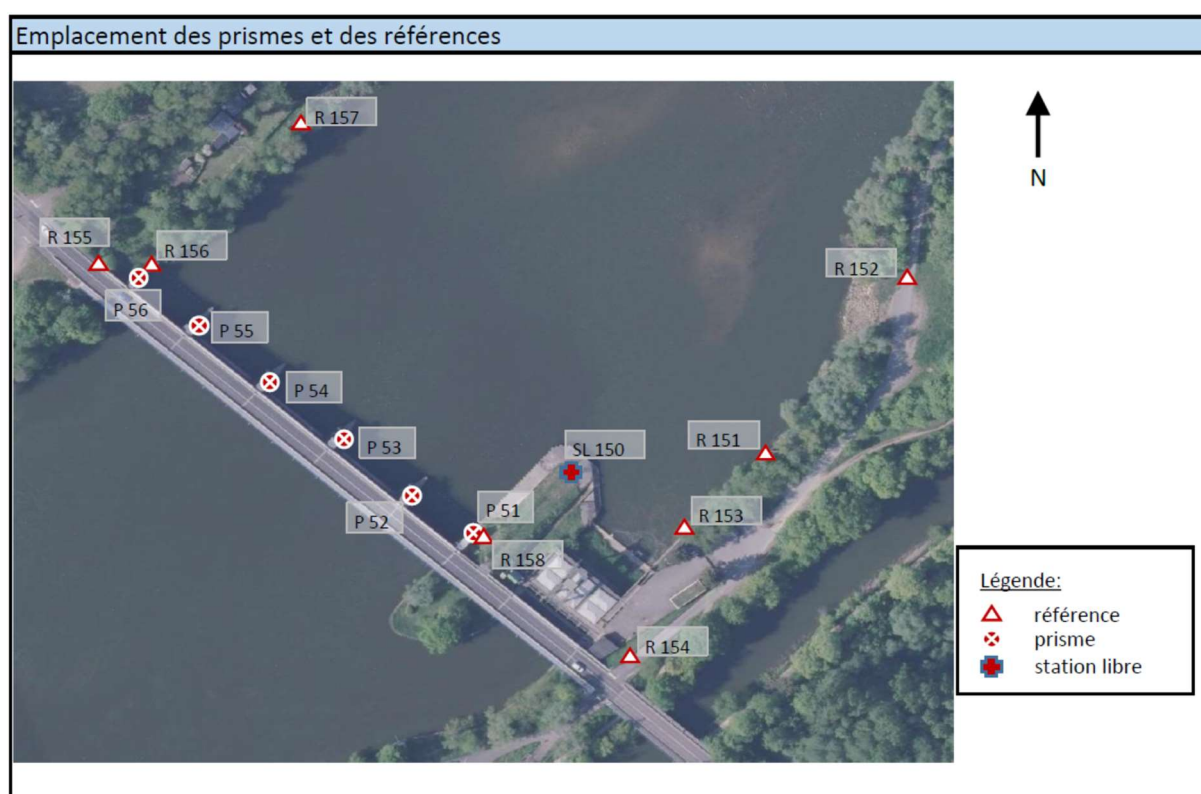 Emplacement des prismes et des références
N
R 157
R 155
R 156
R 152
P 56
P 55
P 54
P 53
SL 150
R 151
P 52
P 51
R 153
R 158
R 154
Légende:
référence
prisme
station libre